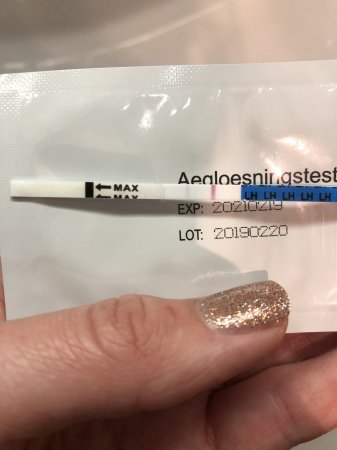 Aegloesningstest
MAX
MAX
LH LH LH LH LH
EXP: 20210219
LOT: 20190220